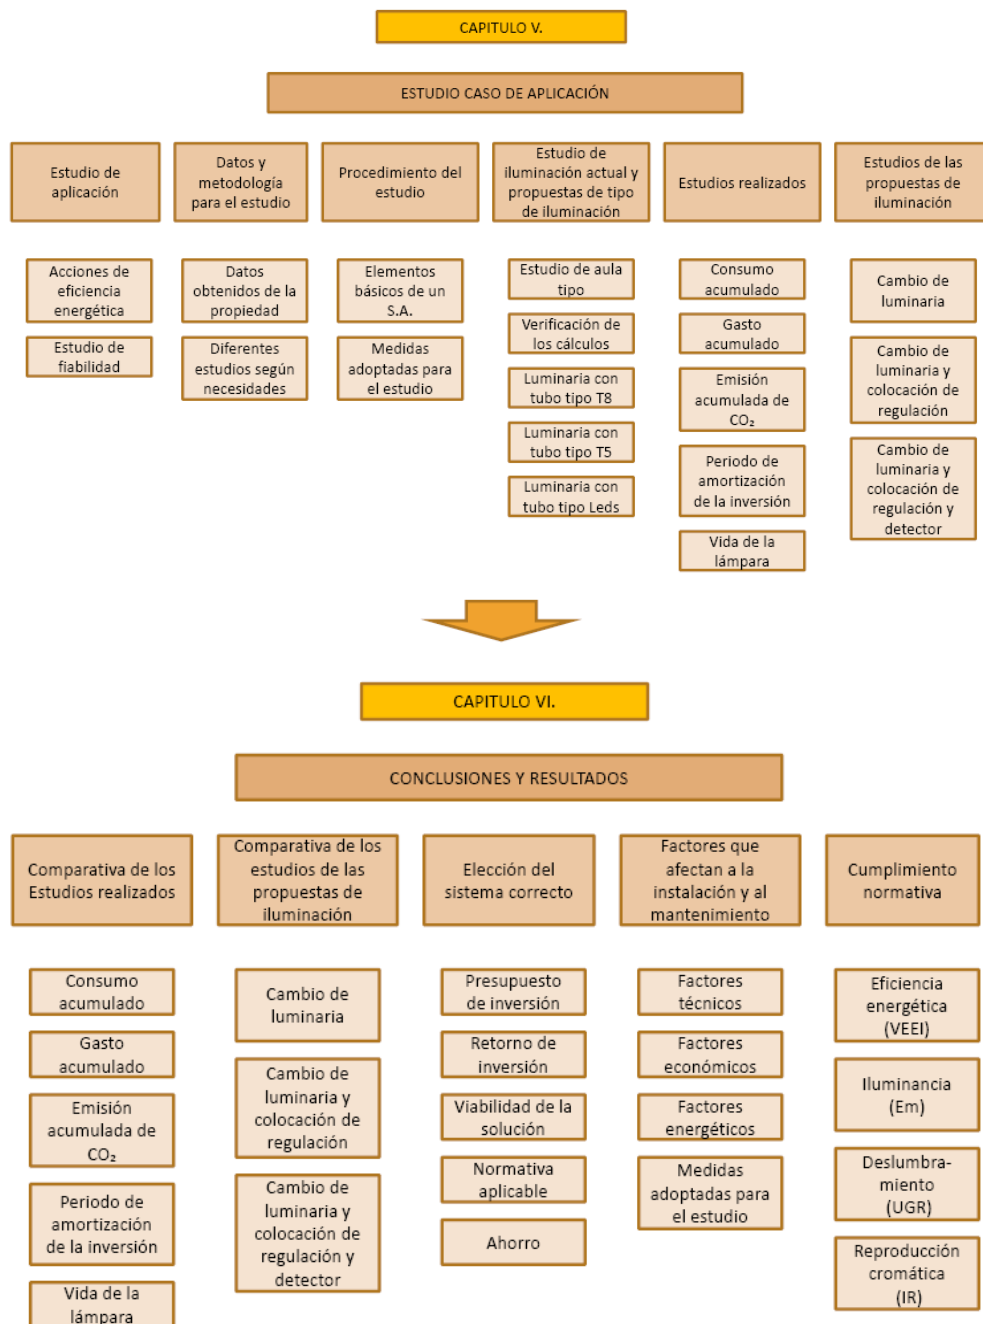 CAPITULO V.
ESTUDIO CASO DE APLICACIÓN
Estudio de
aplicación
Acciones de
eficiencia
energética
Estudio de
fiabilidad
Datos y
metodología
para el estudio
Datos
obtenidos de la
propiedad
Diferentes
estudios según
necesidades
Procedimiento del
estudio
Elementos
básicos de un
S.A.
Medidas
adoptadas para
el estudio
Estudio de
iluminación actual y
propuestas de tipo
de iluminación
Estudio de aula
tipo
Verificación de
los cálculos
Luminaria con
tubo tipo T8
Luminaria con
tubo tipo T5
Luminaria con
tubo tipo Leds
Estudios realizados
Consumo
acumulado
Gasto
acumulado
Emisión
acumulada de
CO₂
Periodo de
amortización
de la inversión
Vida de la
lámpara
Estudios de las
propuestas de
iluminación
Cambio de
luminaria
Cambio de
luminaria y
colocación de
regulación
Cambio de
luminaria y
colocación de
regulación y
detector
CAPITULO VI.
CONCLUSIONES Y RESULTADOS
Comparativa de los
Estudios realizados
Consumo
acumulado
Gasto
acumulado
Emisión
acumulada de
CO₂
Periodo de
amortización
de la inversión
Vida de la
lámpara
Comparativa de los
estudios de las
propuestas de
iluminación
Cambio de
luminaria
Cambio de
luminaria y
colocación de
regulación
Cambio de
luminaria y
colocación de
regulación y
detector
Elección del
sistema correcto
Presupuesto
de inversión
Retorno de
inversión
Viabilidad de la
solución
Normativa
aplicable
Ahorro
Factores que
afectan a la
instalación y al
mantenimiento
Factores
técnicos
Factores
económicos
Factores
energéticos
Medidas
adoptadas para
el estudio
Cumplimiento
normativa
Eficiencia
energética
(VEEI)
Iluminancia
(Em)
Deslumbra-
miento
(UGR)
Reproducción
cromática
(IR)